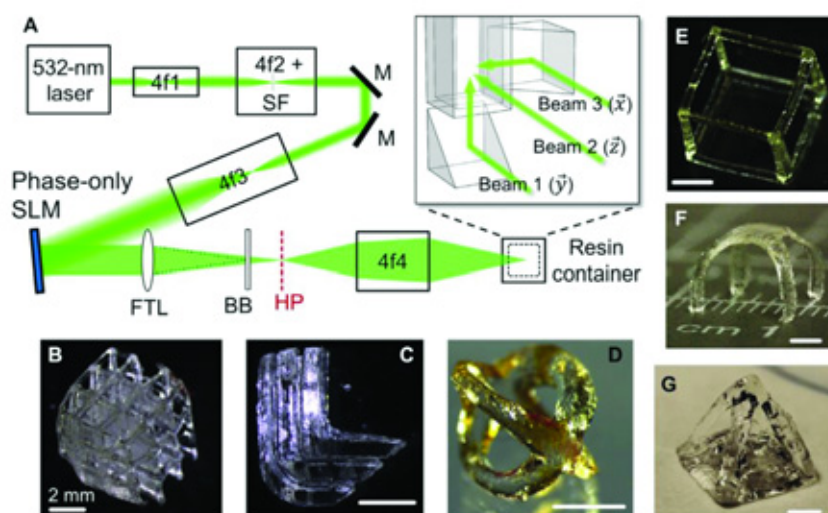 A
532-nm
laser
4f1
4f2 +
SF
M
M
4f3
Phase-only
SLM
FTL
BB
HP
4f4
Beam 3 (x⃗)
Beam 2 (z⃗)
Beam 1 (y⃗)
Resin
container
E
F
cm 1
B
2 mm
C
D
G